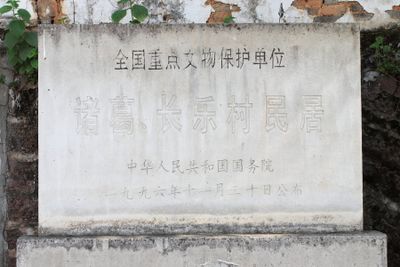 全国重点文物保护单位
诸葛、长乐村民居
中华人民共和国国务院
一九九六年十一月二十日公布